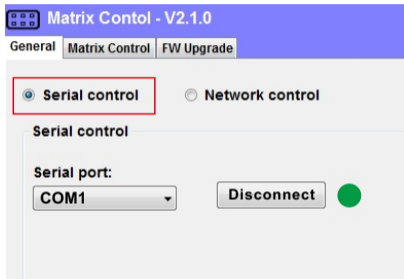 Matrix Contol - V2.1.0
General Matrix Control FW Upgrade
Serial control Network control
Serial control
Serial port:
COM1 Disconnect